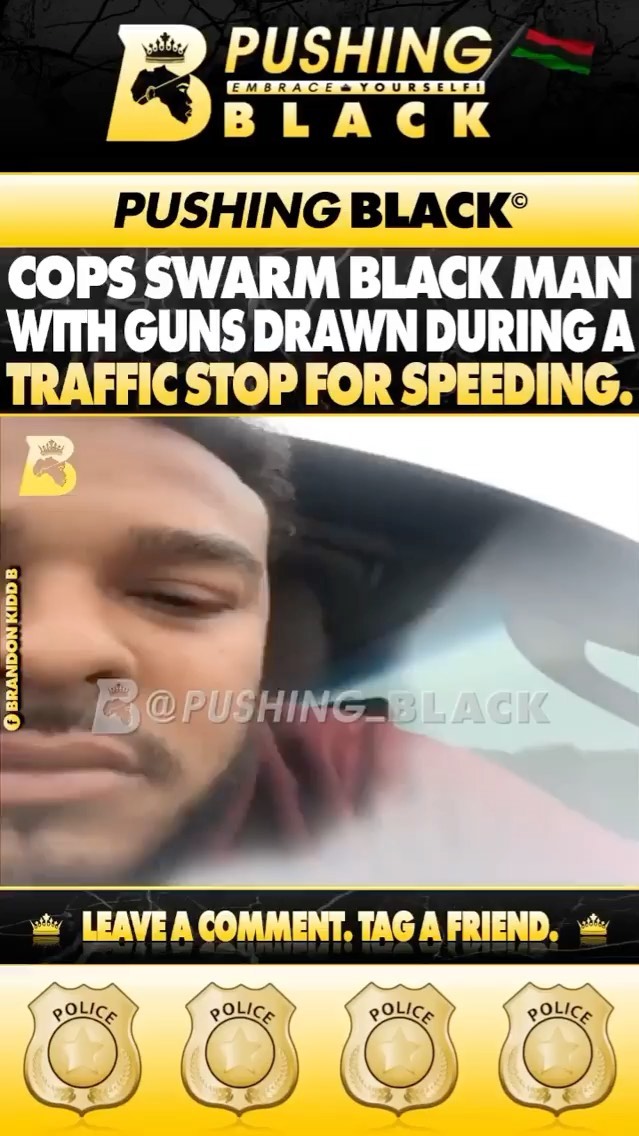 B PUSHING
EMBRACE YOURSELF!
BLACK
PUSHING BLACK©
COPS SWARM BLACK MAN
WITH GUNS DRAWN DURING A
TRAFFIC STOP FOR SPEEDING.
B
BRANDON KIDD B
B @PUSHING_BLACK
LEAVE A COMMENT. TAG A FRIEND.
POLICE POLICE POLICE POLICE